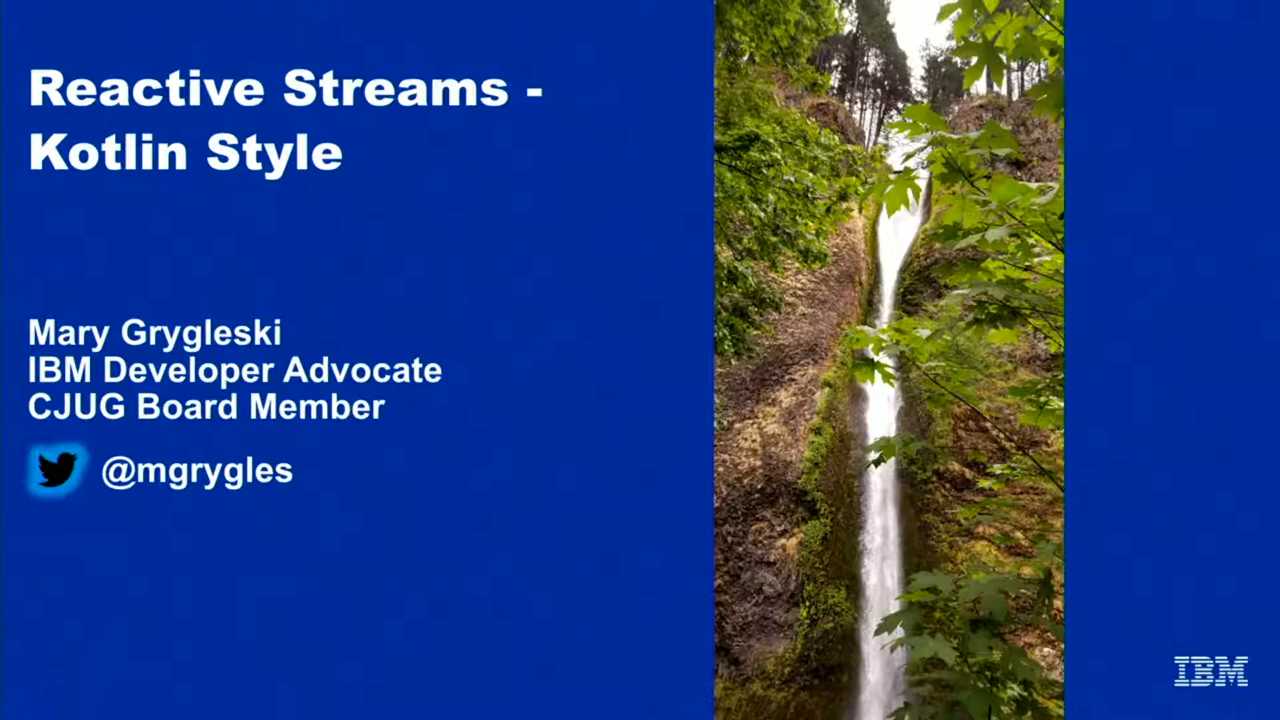 Reactive Streams -
Kotlin Style
Mary Grygleski
IBM Developer Advocate
CJUG Board Member
@mgrygles
IBM